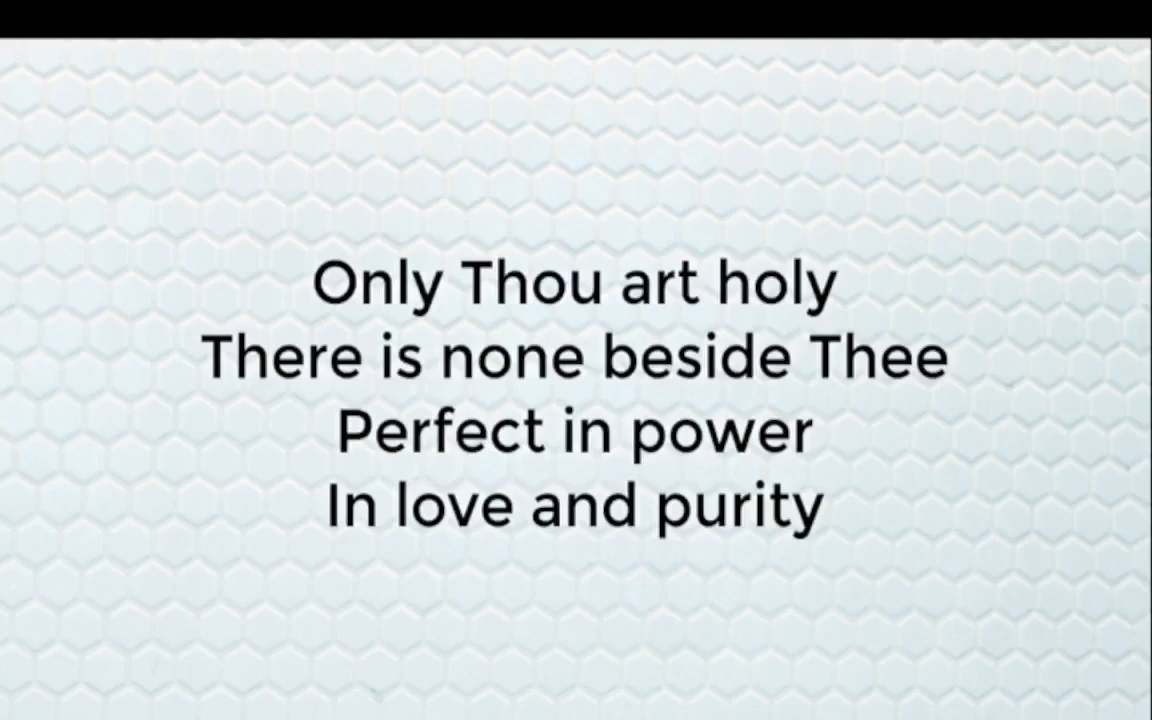 Only Thou art holy
There is none beside Thee
Perfect in power
In love and purity